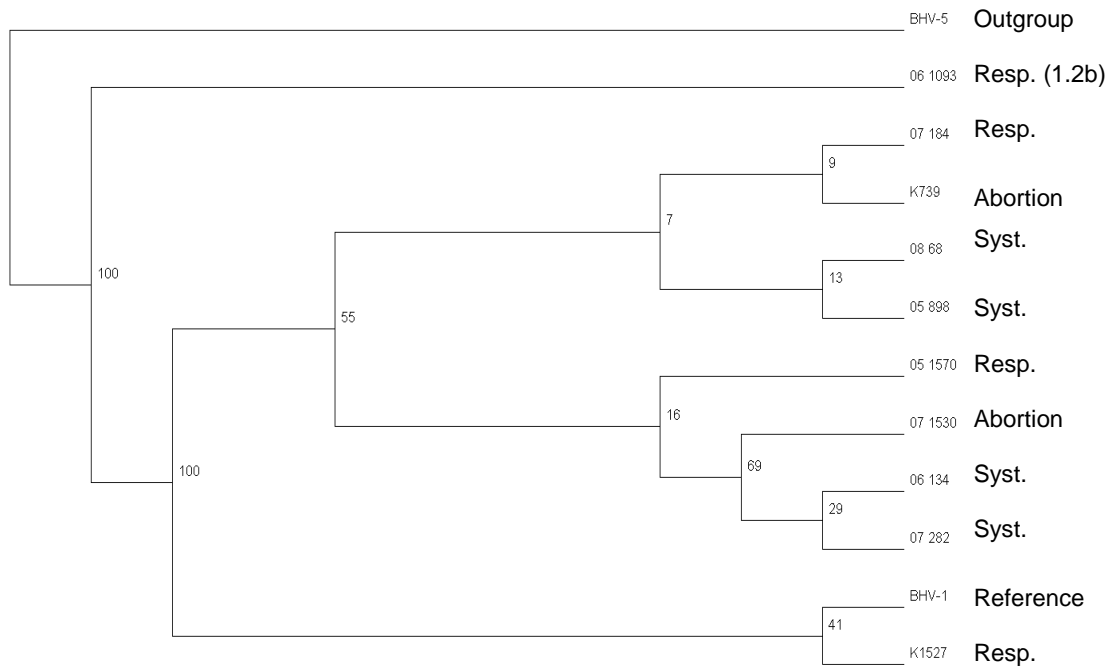 BHV-5 Outgroup
06 1093 Resp. (1.2b)
07 184 Resp.
9
K739 Abortion
7
08 68 Syst.
100
13
05 898 Syst.
55
05 1570 Resp.
16
07 1530 Abortion
69
100
06 134 Syst.
29
07 282 Syst.
BHV-1 Reference
41
K1527 Resp.